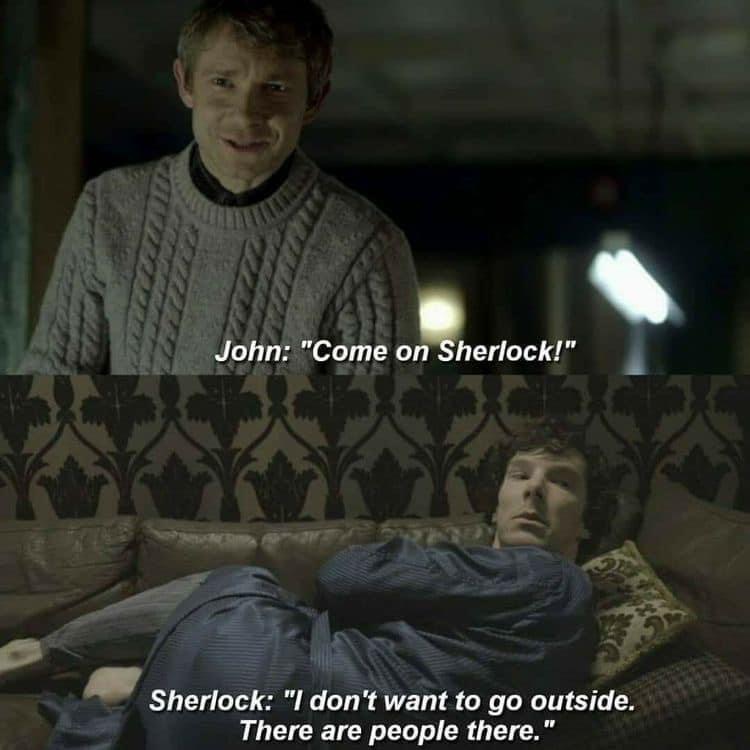 John: "Come on Sherlock!"
Sherlock: "I don't want to go outside.
There are people there."